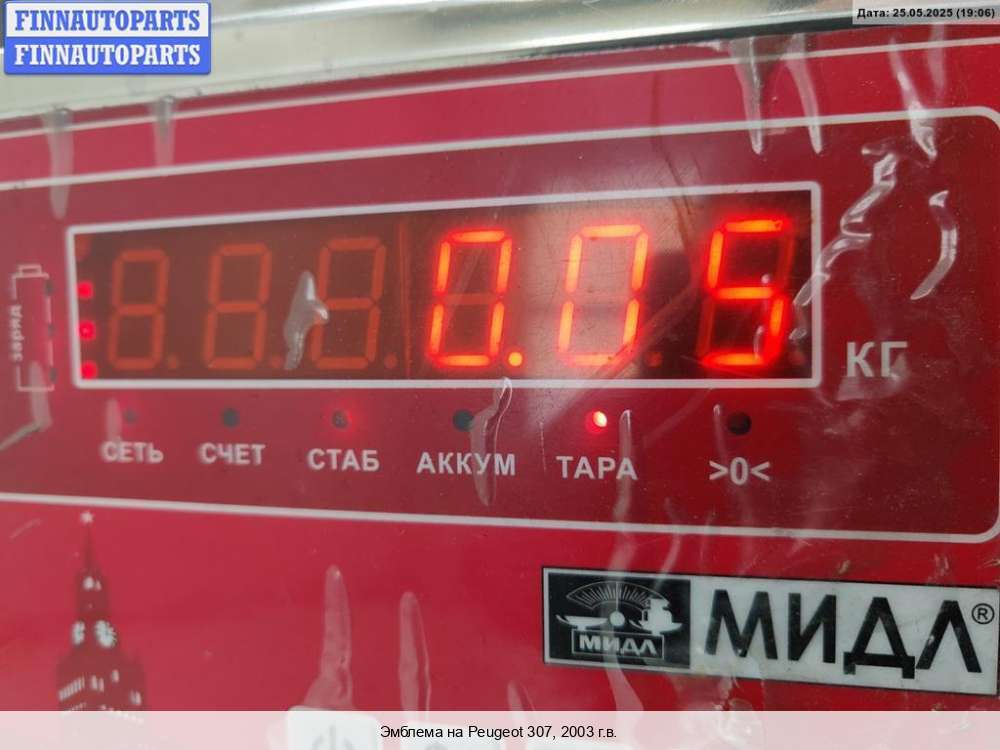 FINNAUTOPARTS
FINNAUTOPARTS
Дата: 25.05.2025 (19:06)
0.05
заряд
КГ
СЕТЬ СЧЕТ СТАБ АККУМ ТАРА >0<
МИДЛ МИДЛ®
Эмблема на Peugeot 307, 2003 г.в.